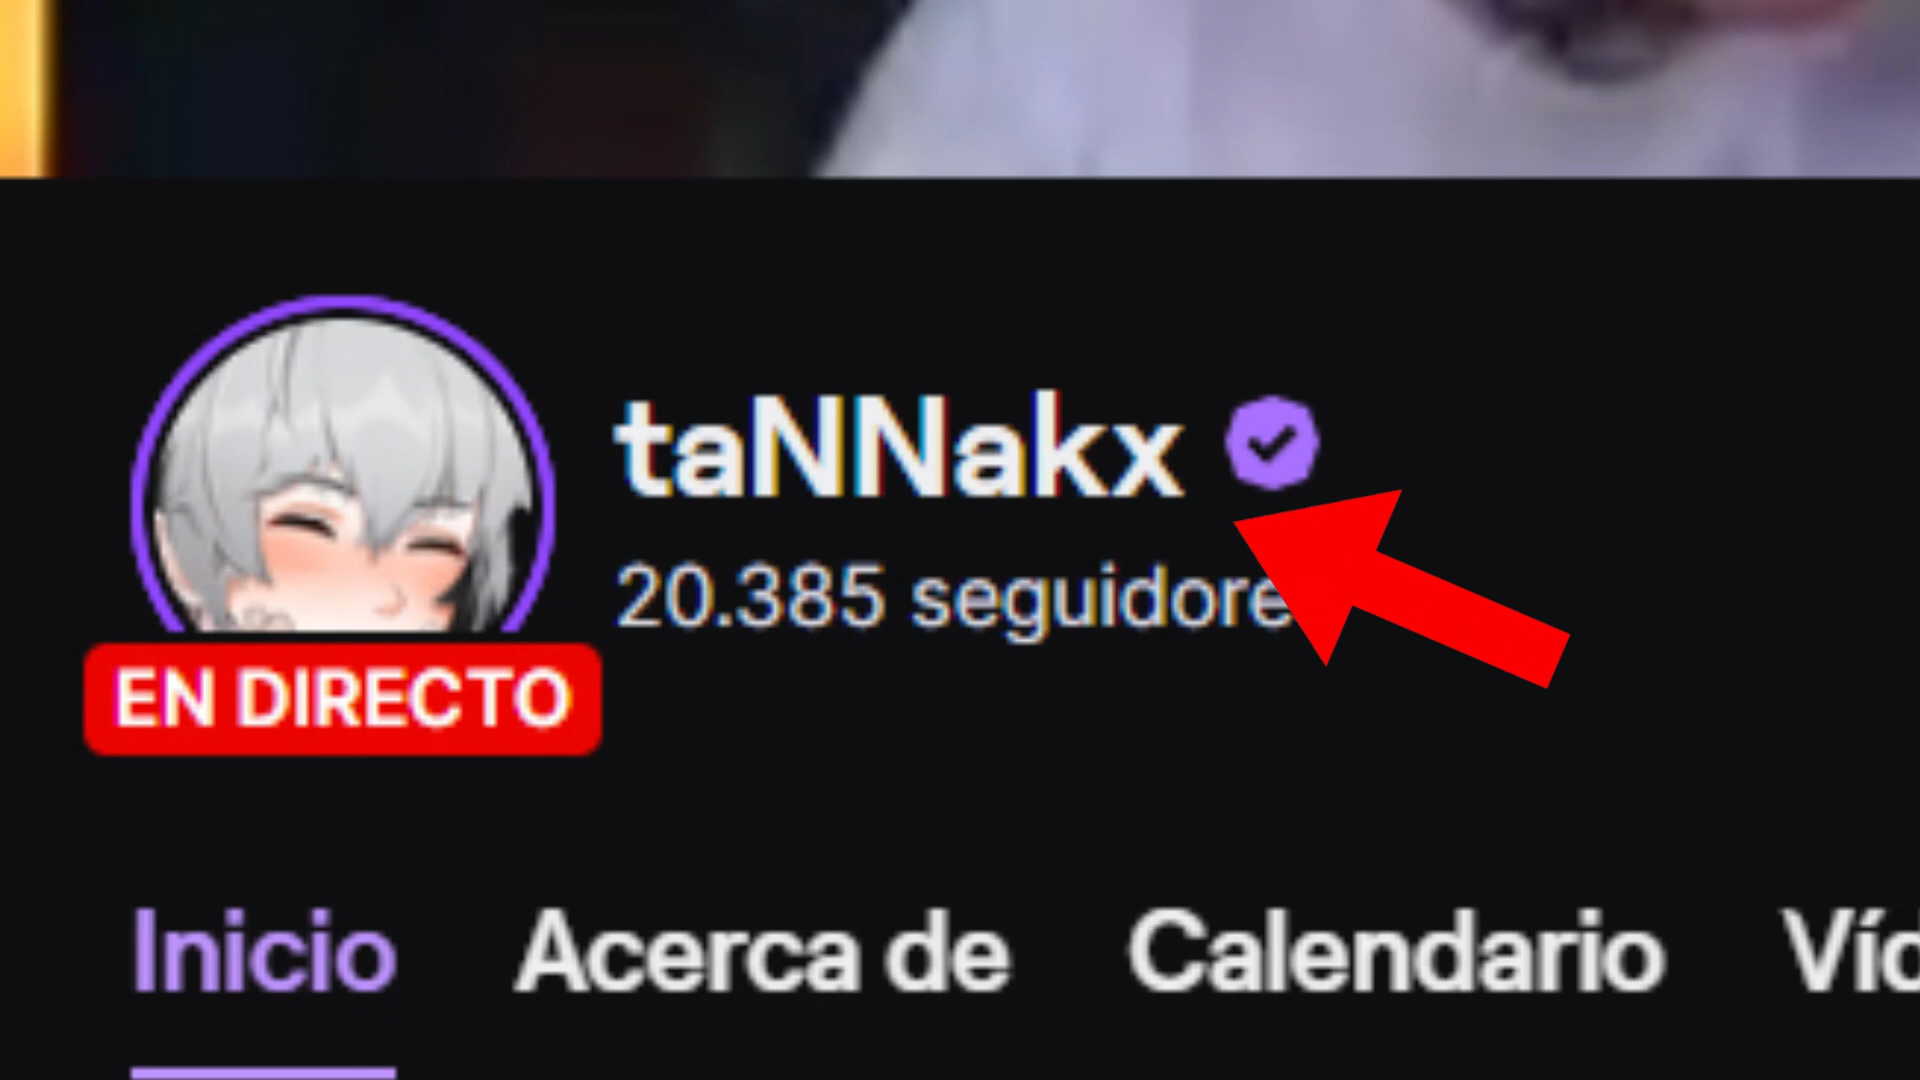 taNNakx
20.385 seguidore
EN DIRECTO
Inicio Acerca de Calendario Víd